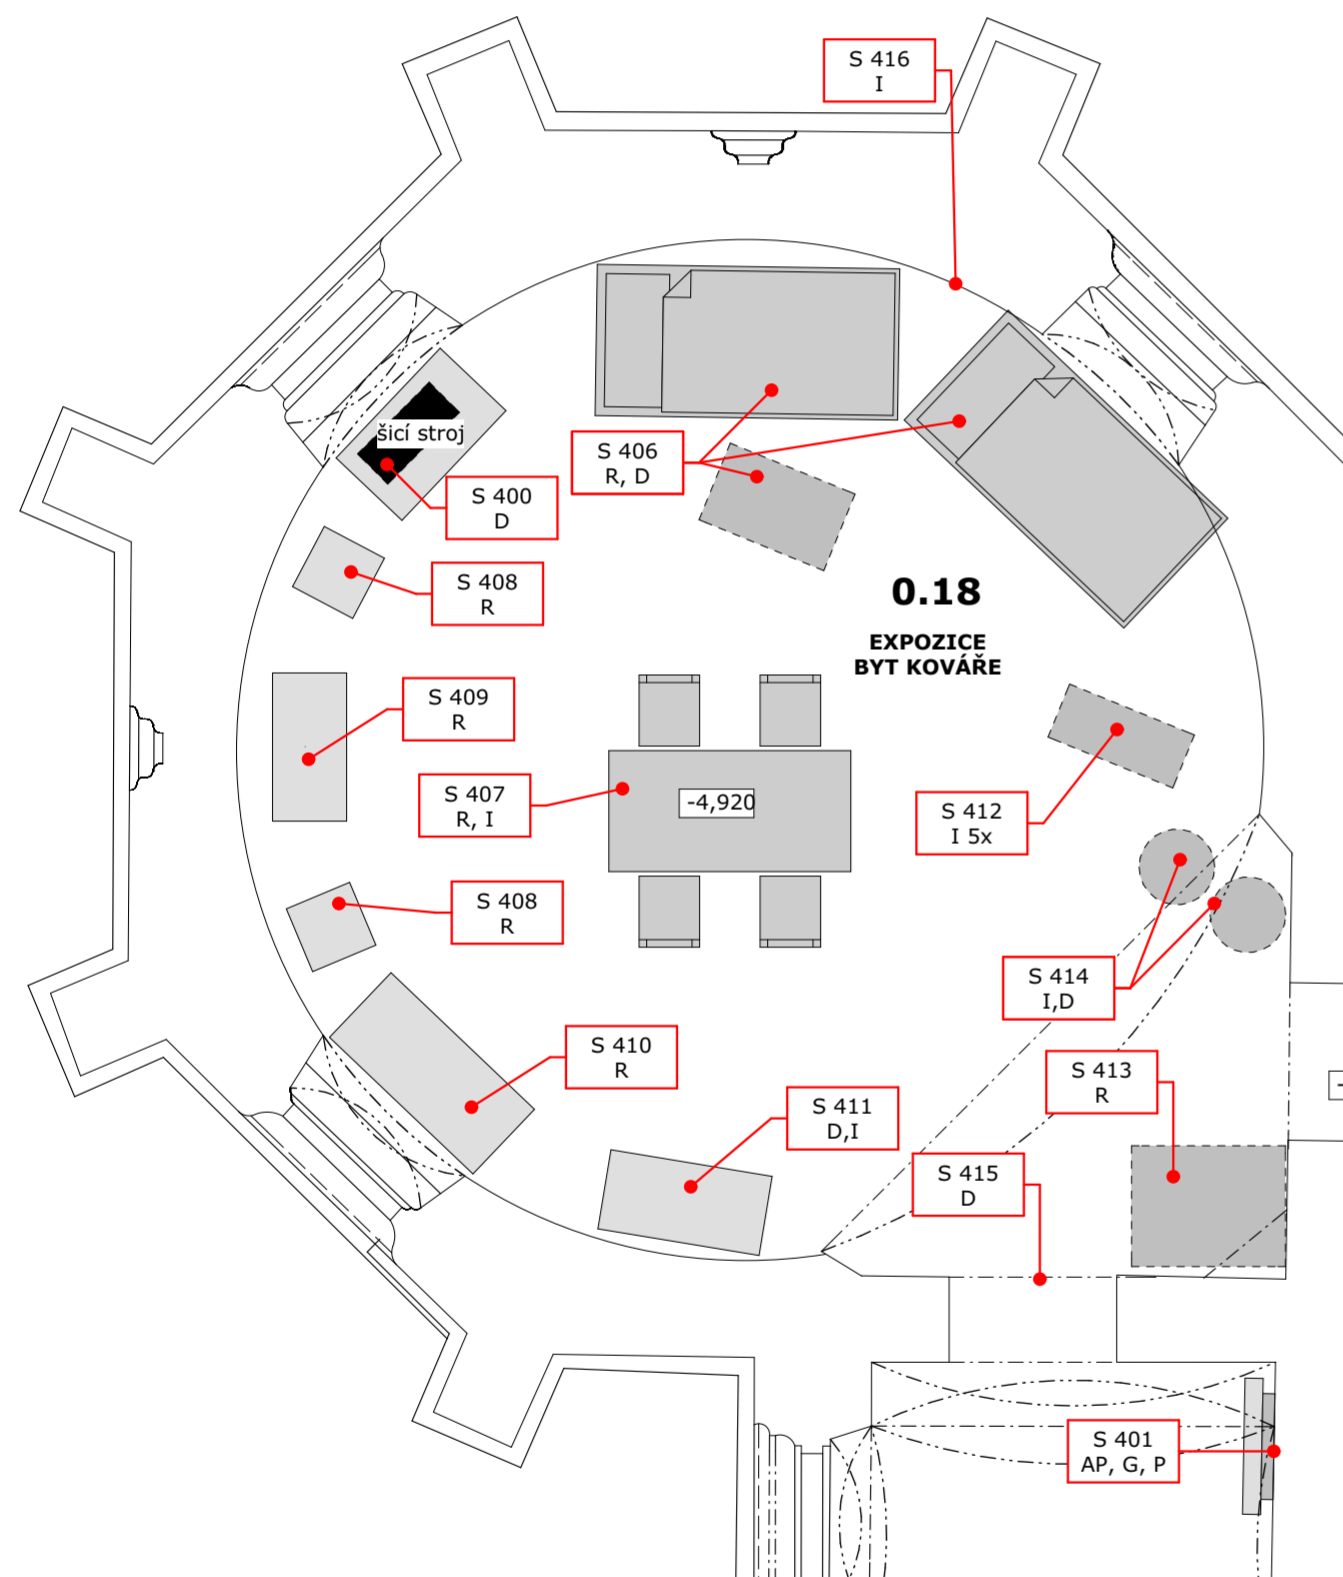 S 416
I
S 406
R, D
šicí stroj
S 400
D
S 408
R
0.18
EXPOZICE
BYT KOVÁŘE
S 409
R
S 407
R, I
-4,920
S 412
I 5x
S 408
R
S 414
I,D
S 410
R
S 413
R
S 411
D,I
S 415
D
S 401
AP, G, P